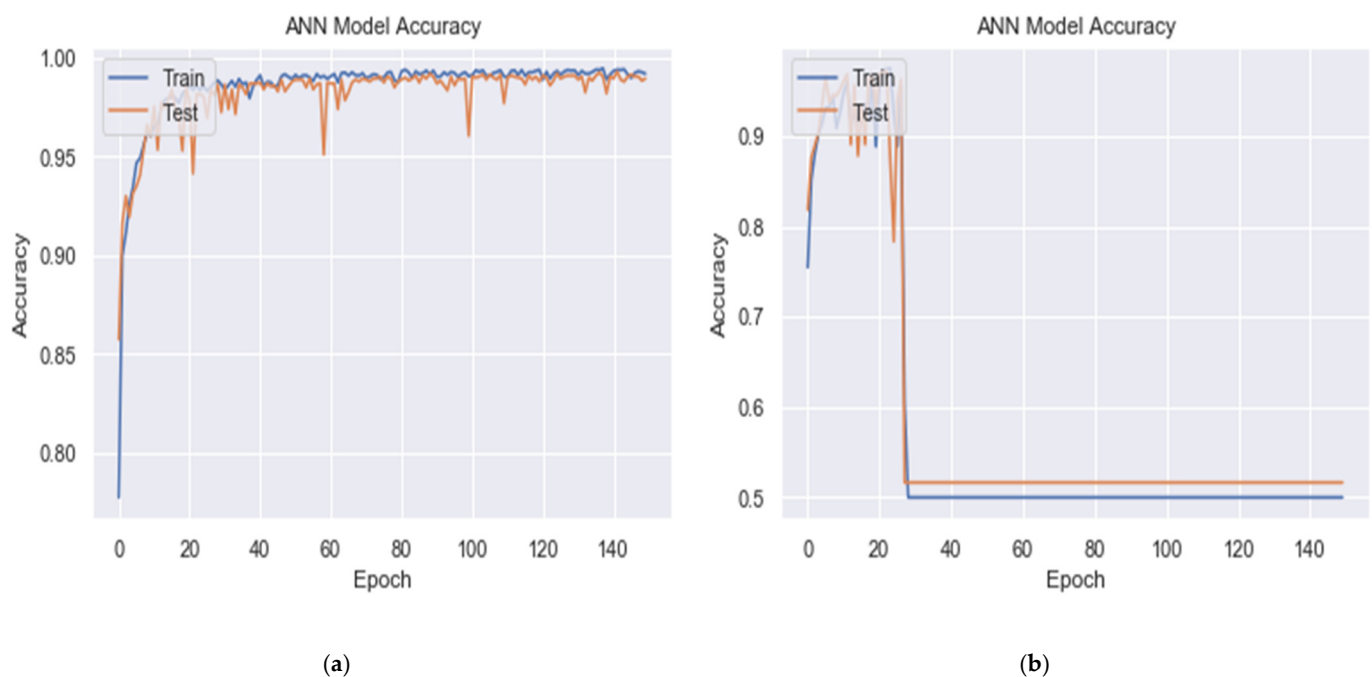 ANN Model Accuracy
1.00
0.95
0.90
0.85
0.80
Accuracy
Train
Test
0 20 40 60 80 100 120 140
Epoch
(a)
ANN Model Accuracy
0.9
0.8
0.7
0.6
0.5
Accuracy
Train
Test
0 20 40 60 80 100 120 140
Epoch
(b)